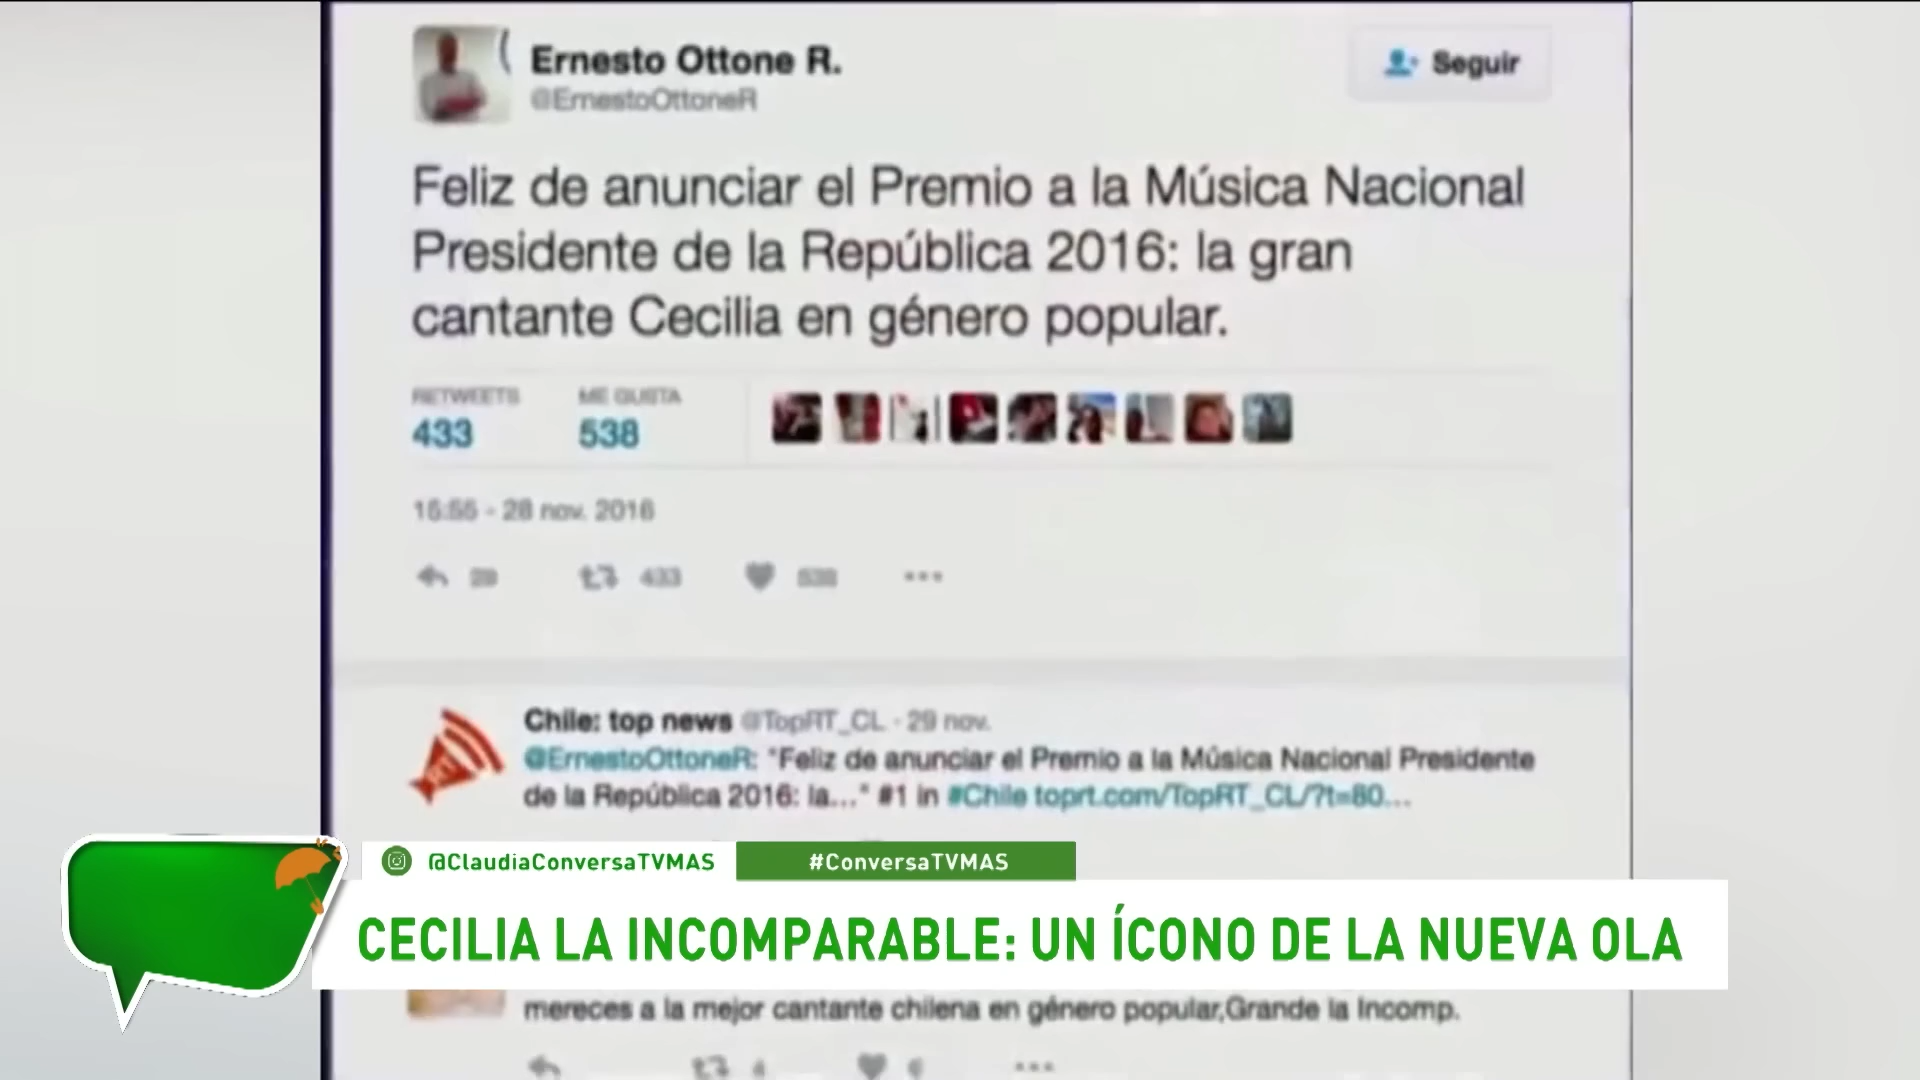 Ernesto Ottone R.
@ErnestoOttoneR
Seguir
Feliz de anunciar el Premio a la Música Nacional
Presidente de la República 2016: la gran
cantante Cecilia en género popular.
RETWEETS
ME GUSTA
433
538
15:55 - 28 nov. 2016
29
433
538
Chile: top news @TopRT_CL · 29 nov.
@ErnestoOttoneR: "Feliz de anunciar el Premio a la Música Nacional Presidente
de la República 2016: la..." #1 in #Chile toprt.com/TopRT_CL/?t=80...
@ClaudiaConversaTVMAS
#ConversaTVMAS
CECILIA LA INCOMPARABLE: UN ÍCONO DE LA NUEVA OLA
mereces a la mejor cantante chilena en género popular,Grande la Incomp.
4
6